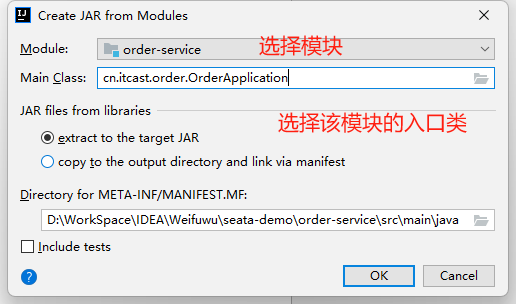 Create JAR from Modules
Module: order-service 选择模块
Main Class: cn.itcast.order.OrderApplication
JAR files from libraries
选择该模块的入口类
extract to the target JAR
copy to the output directory and link via manifest
Directory for META-INF/MANIFEST.MF:
D:\WorkSpace\IDEA\Weifuwu\seata-demo\order-service\src\main\java
Include tests
? OK Cancel